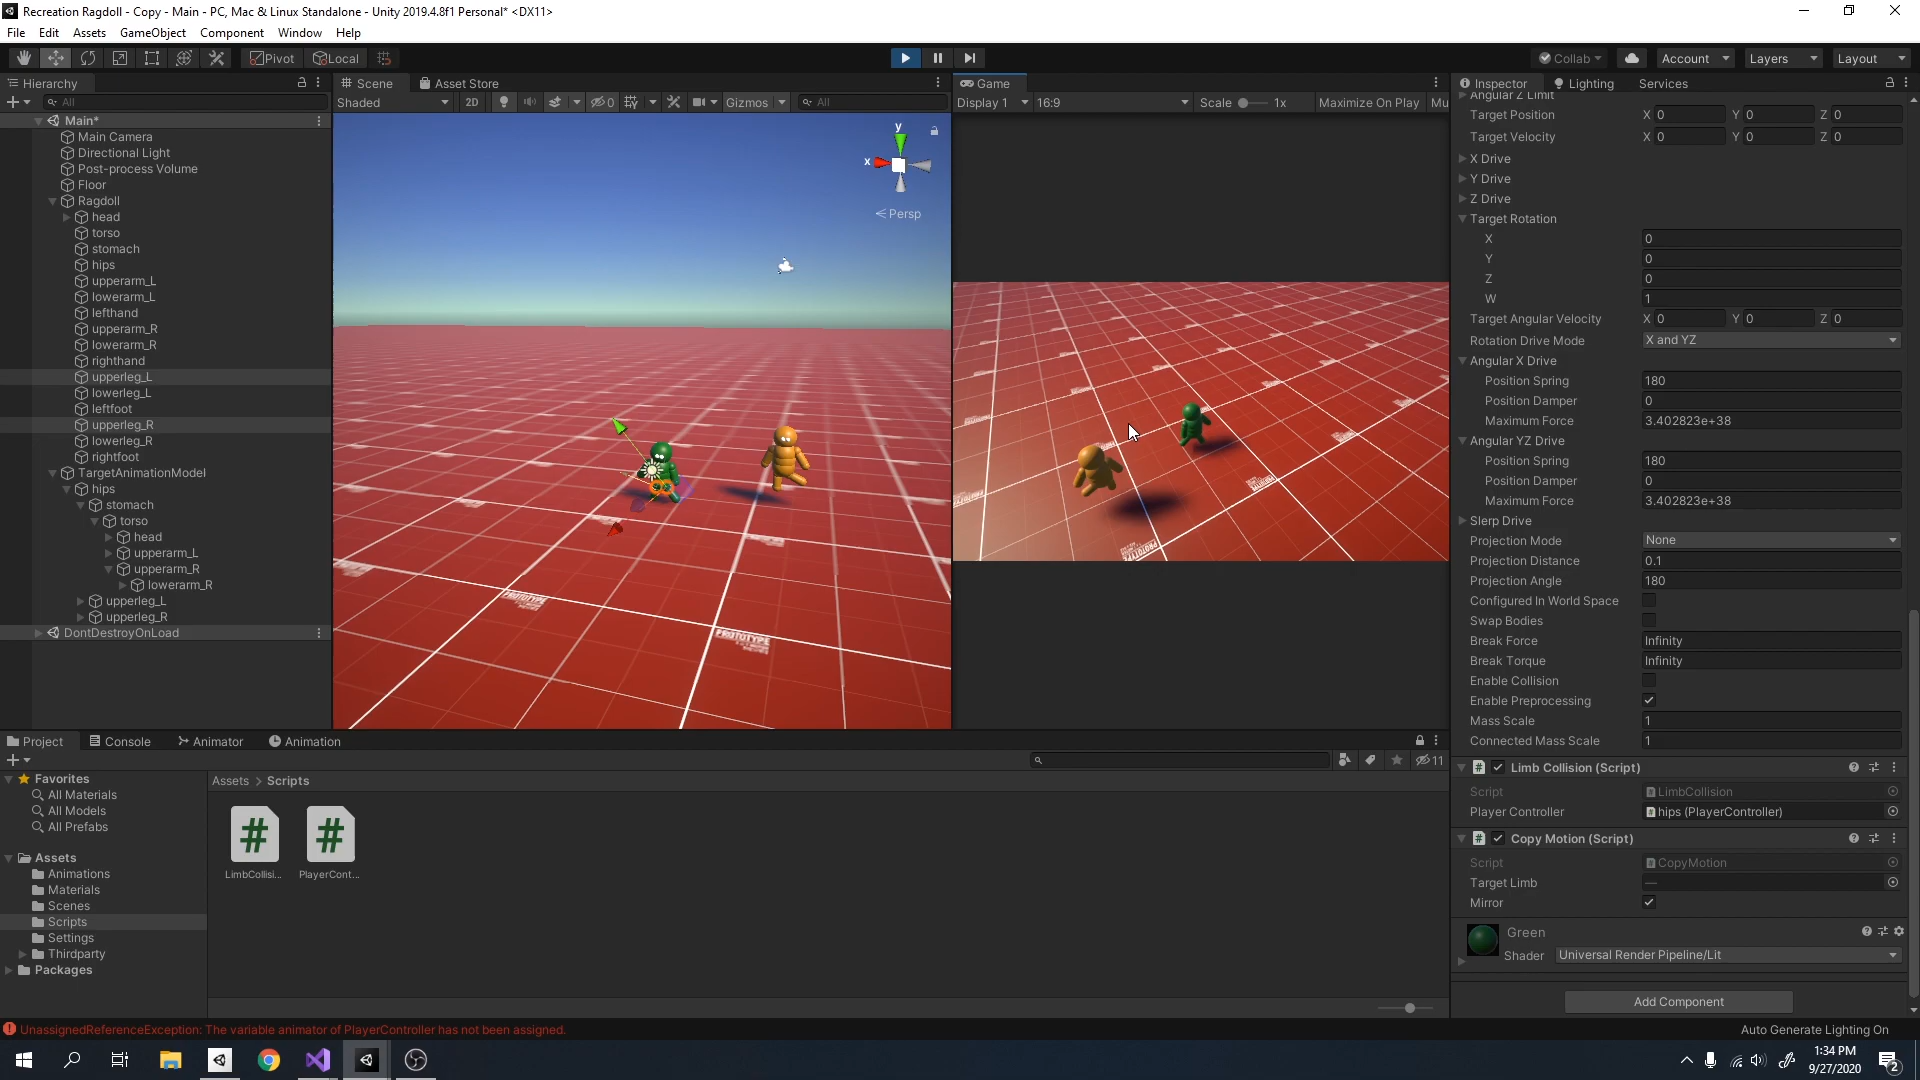 Recreation Ragdoll - Copy - Main - PC, Mac & Linux Standalone - Unity 2019.4.8f1 Personal* <DX11>
File Edit Assets GameObject Component Window Help
Pivot Local Collab Account Layers Layout
Hierarchy
All
Main*
Main Camera
Directional Light
Post-process Volume
Floor
Ragdoll
head
torso
stomach
hips
upperarm_L
lowerarm_L
lefthand
upperarm_R
lowerarm_R
righthand
upperleg_L
lowerleg_L
leftfoot
upperleg_R
lowerleg_R
rightfoot
TargetAnimationModel
hips
stomach
torso
head
upperarm_L
upperarm_R
lowerarm_R
upperleg_L
upperleg_R
DontDestroyOnLoad
Scene Asset Store
Shaded 2D 0 Gizmos All
y
x
Persp
PROTOTYPE
PROTOTYPE
Game
Display 1 16:9 Scale 1x Maximize On Play Mu
PROTOTYPE
Inspector Lighting Services
Angular Z Limit
Target Position X 0 Y 0 Z 0
Target Velocity X 0 Y 0 Z 0
X Drive
Y Drive
Z Drive
Target Rotation
X 0
Y 0
Z 0
W 1
Target Angular Velocity X 0 Y 0 Z 0
Rotation Drive Mode X and YZ
Angular X Drive
Position Spring 180
Position Damper 0
Maximum Force 3.402823e+38
Angular YZ Drive
Position Spring 180
Position Damper 0
Maximum Force 3.402823e+38
Slerp Drive
Projection Mode None
Projection Distance 0.1
Projection Angle 180
Configured In World Space
Swap Bodies
Break Force Infinity
Break Torque Infinity
Enable Collision
Enable Preprocessing
Mass Scale 1
Connected Mass Scale 1
# Limb Collision (Script)
Script LimbCollision
Player Controller hips (PlayerController)
# Copy Motion (Script)
Script CopyMotion
Target Limb —
Mirror
Green
Shader Universal Render Pipeline/Lit
Add Component
Project Console Animator Animation
11
Favorites
All Materials
All Models
All Prefabs
Assets
Animations
Materials
Scenes
Scripts
Settings
Thirdparty
Packages
Assets > Scripts
# #
LimbCollisi... PlayerCont...
UnassignedReferenceException: The variable animator of PlayerController has not been assigned.
Auto Generate Lighting On
1:34 PM
9/27/2020
2